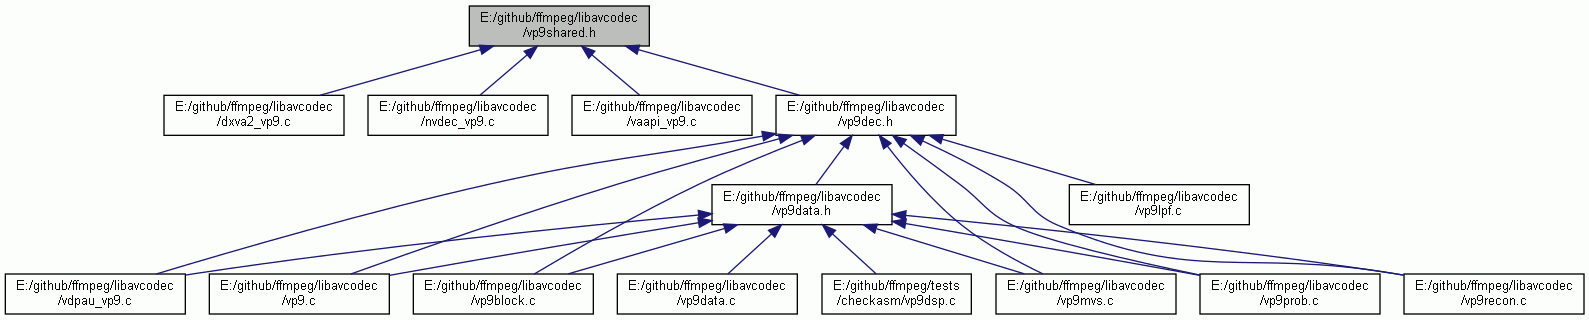 E:/github/ffmpeg/libavcodec
/vp9shared.h
E:/github/ffmpeg/libavcodec
/dxva2_vp9.c
E:/github/ffmpeg/libavcodec
/nvdec_vp9.c
E:/github/ffmpeg/libavcodec
/vaapi_vp9.c
E:/github/ffmpeg/libavcodec
/vp9dec.h
E:/github/ffmpeg/libavcodec
/vp9data.h
E:/github/ffmpeg/libavcodec
/vp9lpf.c
E:/github/ffmpeg/libavcodec
/vdpau_vp9.c
E:/github/ffmpeg/libavcodec
/vp9.c
E:/github/ffmpeg/libavcodec
/vp9block.c
E:/github/ffmpeg/libavcodec
/vp9data.c
E:/github/ffmpeg/tests
/checkasm/vp9dsp.c
E:/github/ffmpeg/libavcodec
/vp9mvs.c
E:/github/ffmpeg/libavcodec
/vp9prob.c
E:/github/ffmpeg/libavcodec
/vp9recon.c